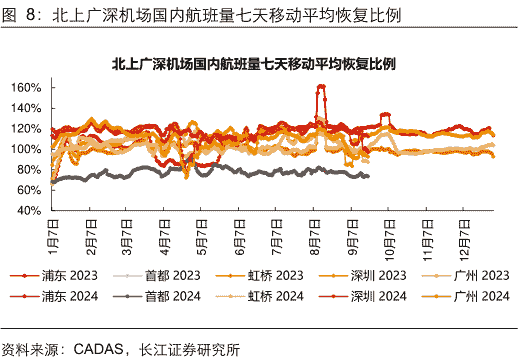 图 8：北上广深机场国内航班量七天移动平均恢复比例
北上广深机场国内航班量七天移动平均恢复比例
160%
140%
120%
100%
80%
60%
40%
1月7日 2月7日 3月7日 4月7日 5月7日 6月7日 7月7日 8月7日 9月7日 10月7日 11月7日 12月7日
浦东 2023 首都 2023 虹桥 2023 深圳 2023 广州 2023
浦东 2024 首都 2024 虹桥 2024 深圳 2024 广州 2024
资料来源：CADAS，长江证券研究所